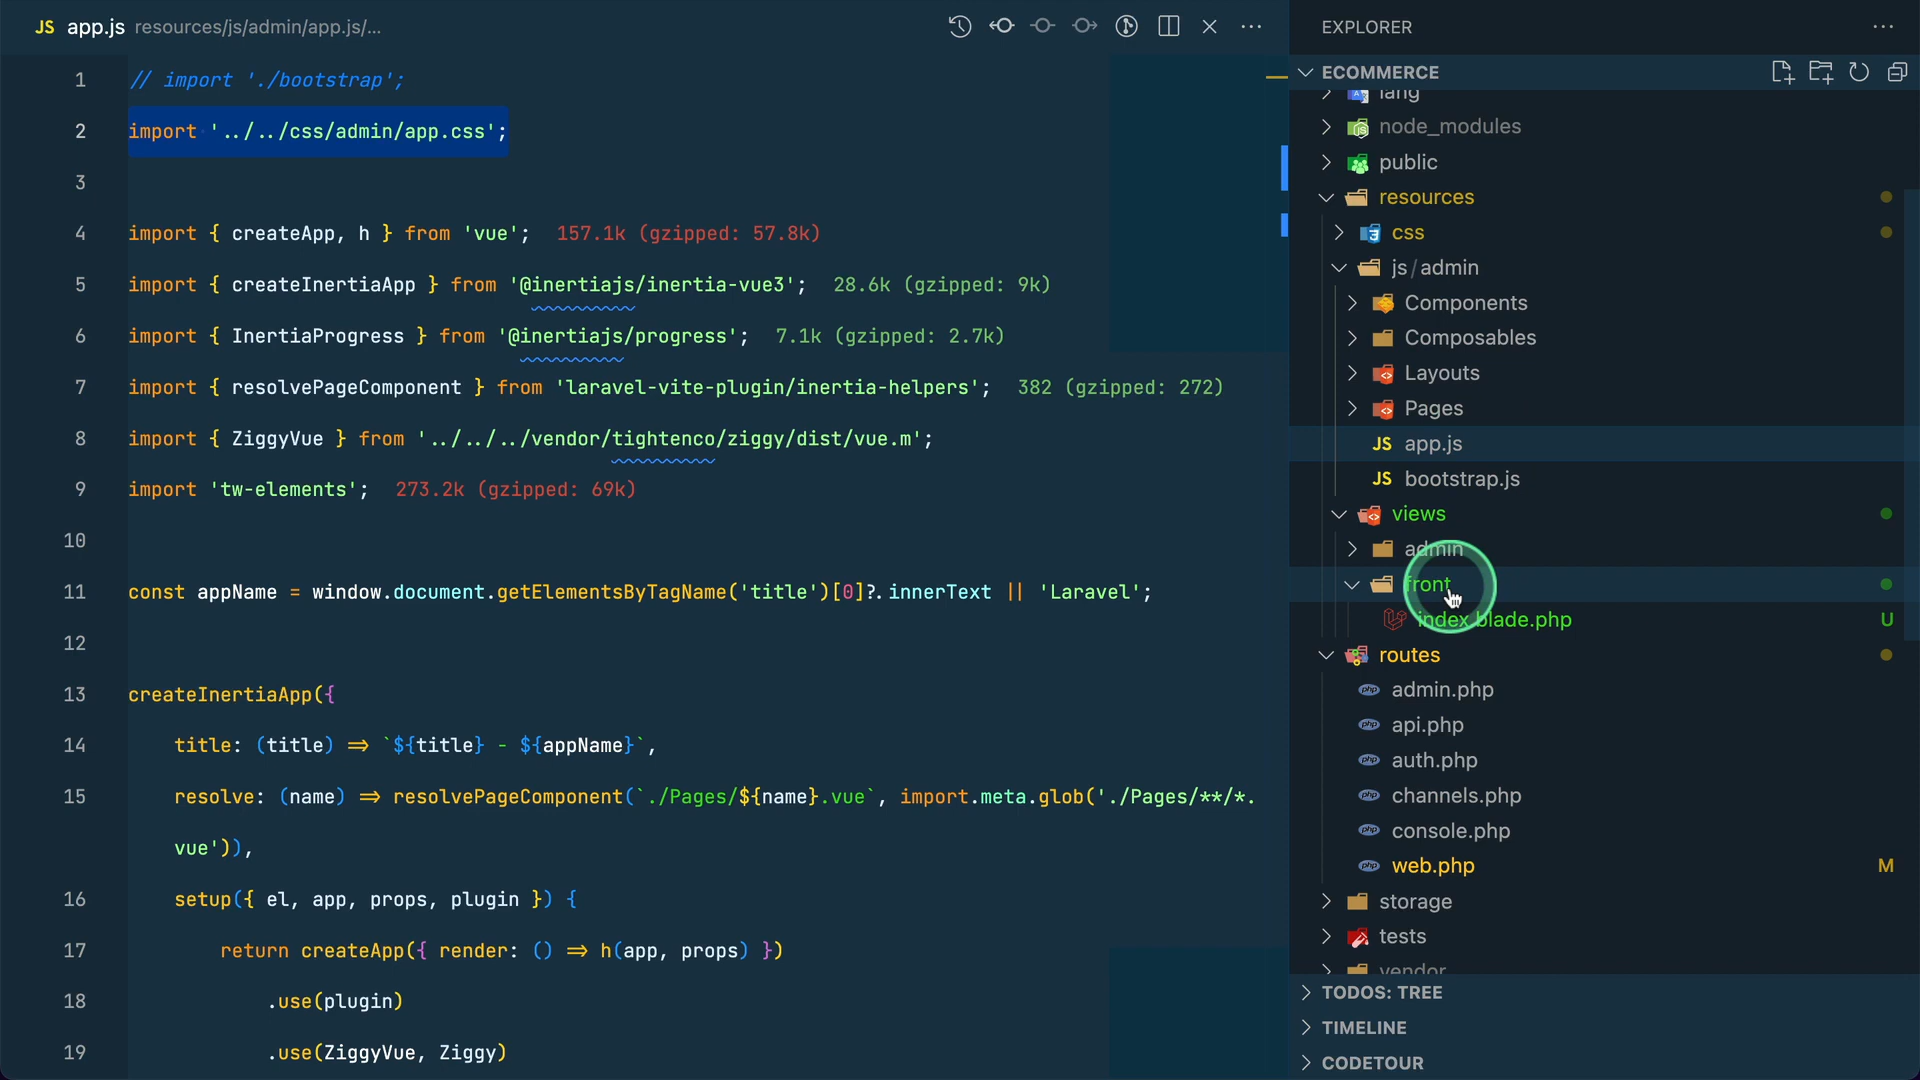 JS app.js resources/js/admin/app.js/...
1 // import './bootstrap';
2 import '../../css/admin/app.css';
3
4 import { createApp, h } from 'vue'; 157.1k (gzipped: 57.8k)
5 import { createInertiaApp } from '@inertiajs/inertia-vue3'; 28.6k (gzipped: 9k)
6 import { InertiaProgress } from '@inertiajs/progress'; 7.1k (gzipped: 2.7k)
7 import { resolvePageComponent } from 'laravel-vite-plugin/inertia-helpers'; 382 (gzipped: 272)
8 import { ZiggyVue } from '../../../vendor/tightenco/ziggy/dist/vue.m';
9 import 'tw-elements'; 273.2k (gzipped: 69k)
10
11 const appName = window.document.getElementsByTagName('title')[0]?.innerText || 'Laravel';
12
13 createInertiaApp({
14 title: (title) => `${title} - ${appName}`,
15 resolve: (name) => resolvePageComponent(`./Pages/${name}.vue`, import.meta.glob('./Pages/**/*.
vue')),
16 setup({ el, app, props, plugin }) {
17 return createApp({ render: () => h(app, props) })
18 .use(plugin)
19 .use(ZiggyVue, Ziggy)
EXPLORER
ECOMMERCE
lang
node_modules
public
resources
css
js/admin
Components
Composables
Layouts
Pages
JS app.js
JS bootstrap.js
views
admin
front
index.blade.php U
routes
php admin.php
php api.php
php auth.php
php channels.php
php console.php
php web.php M
storage
tests
vendor
TODOS: TREE
TIMELINE
CODETOUR